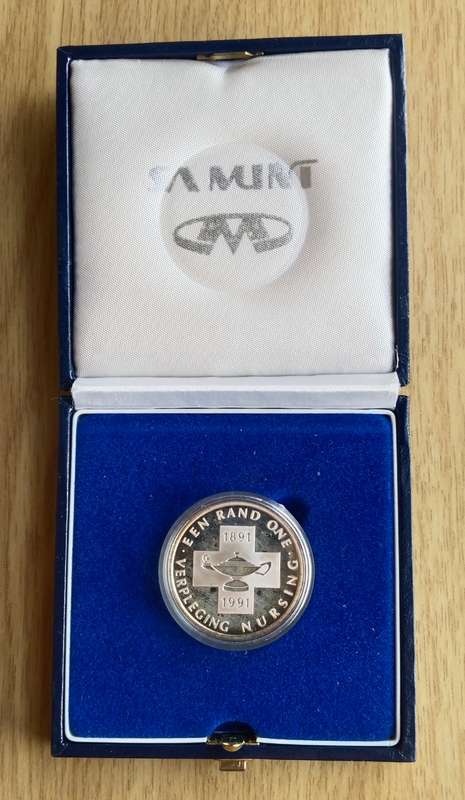 SA MINT
EEN RAND ONE
1891
1991
VERPLEGING NURSING